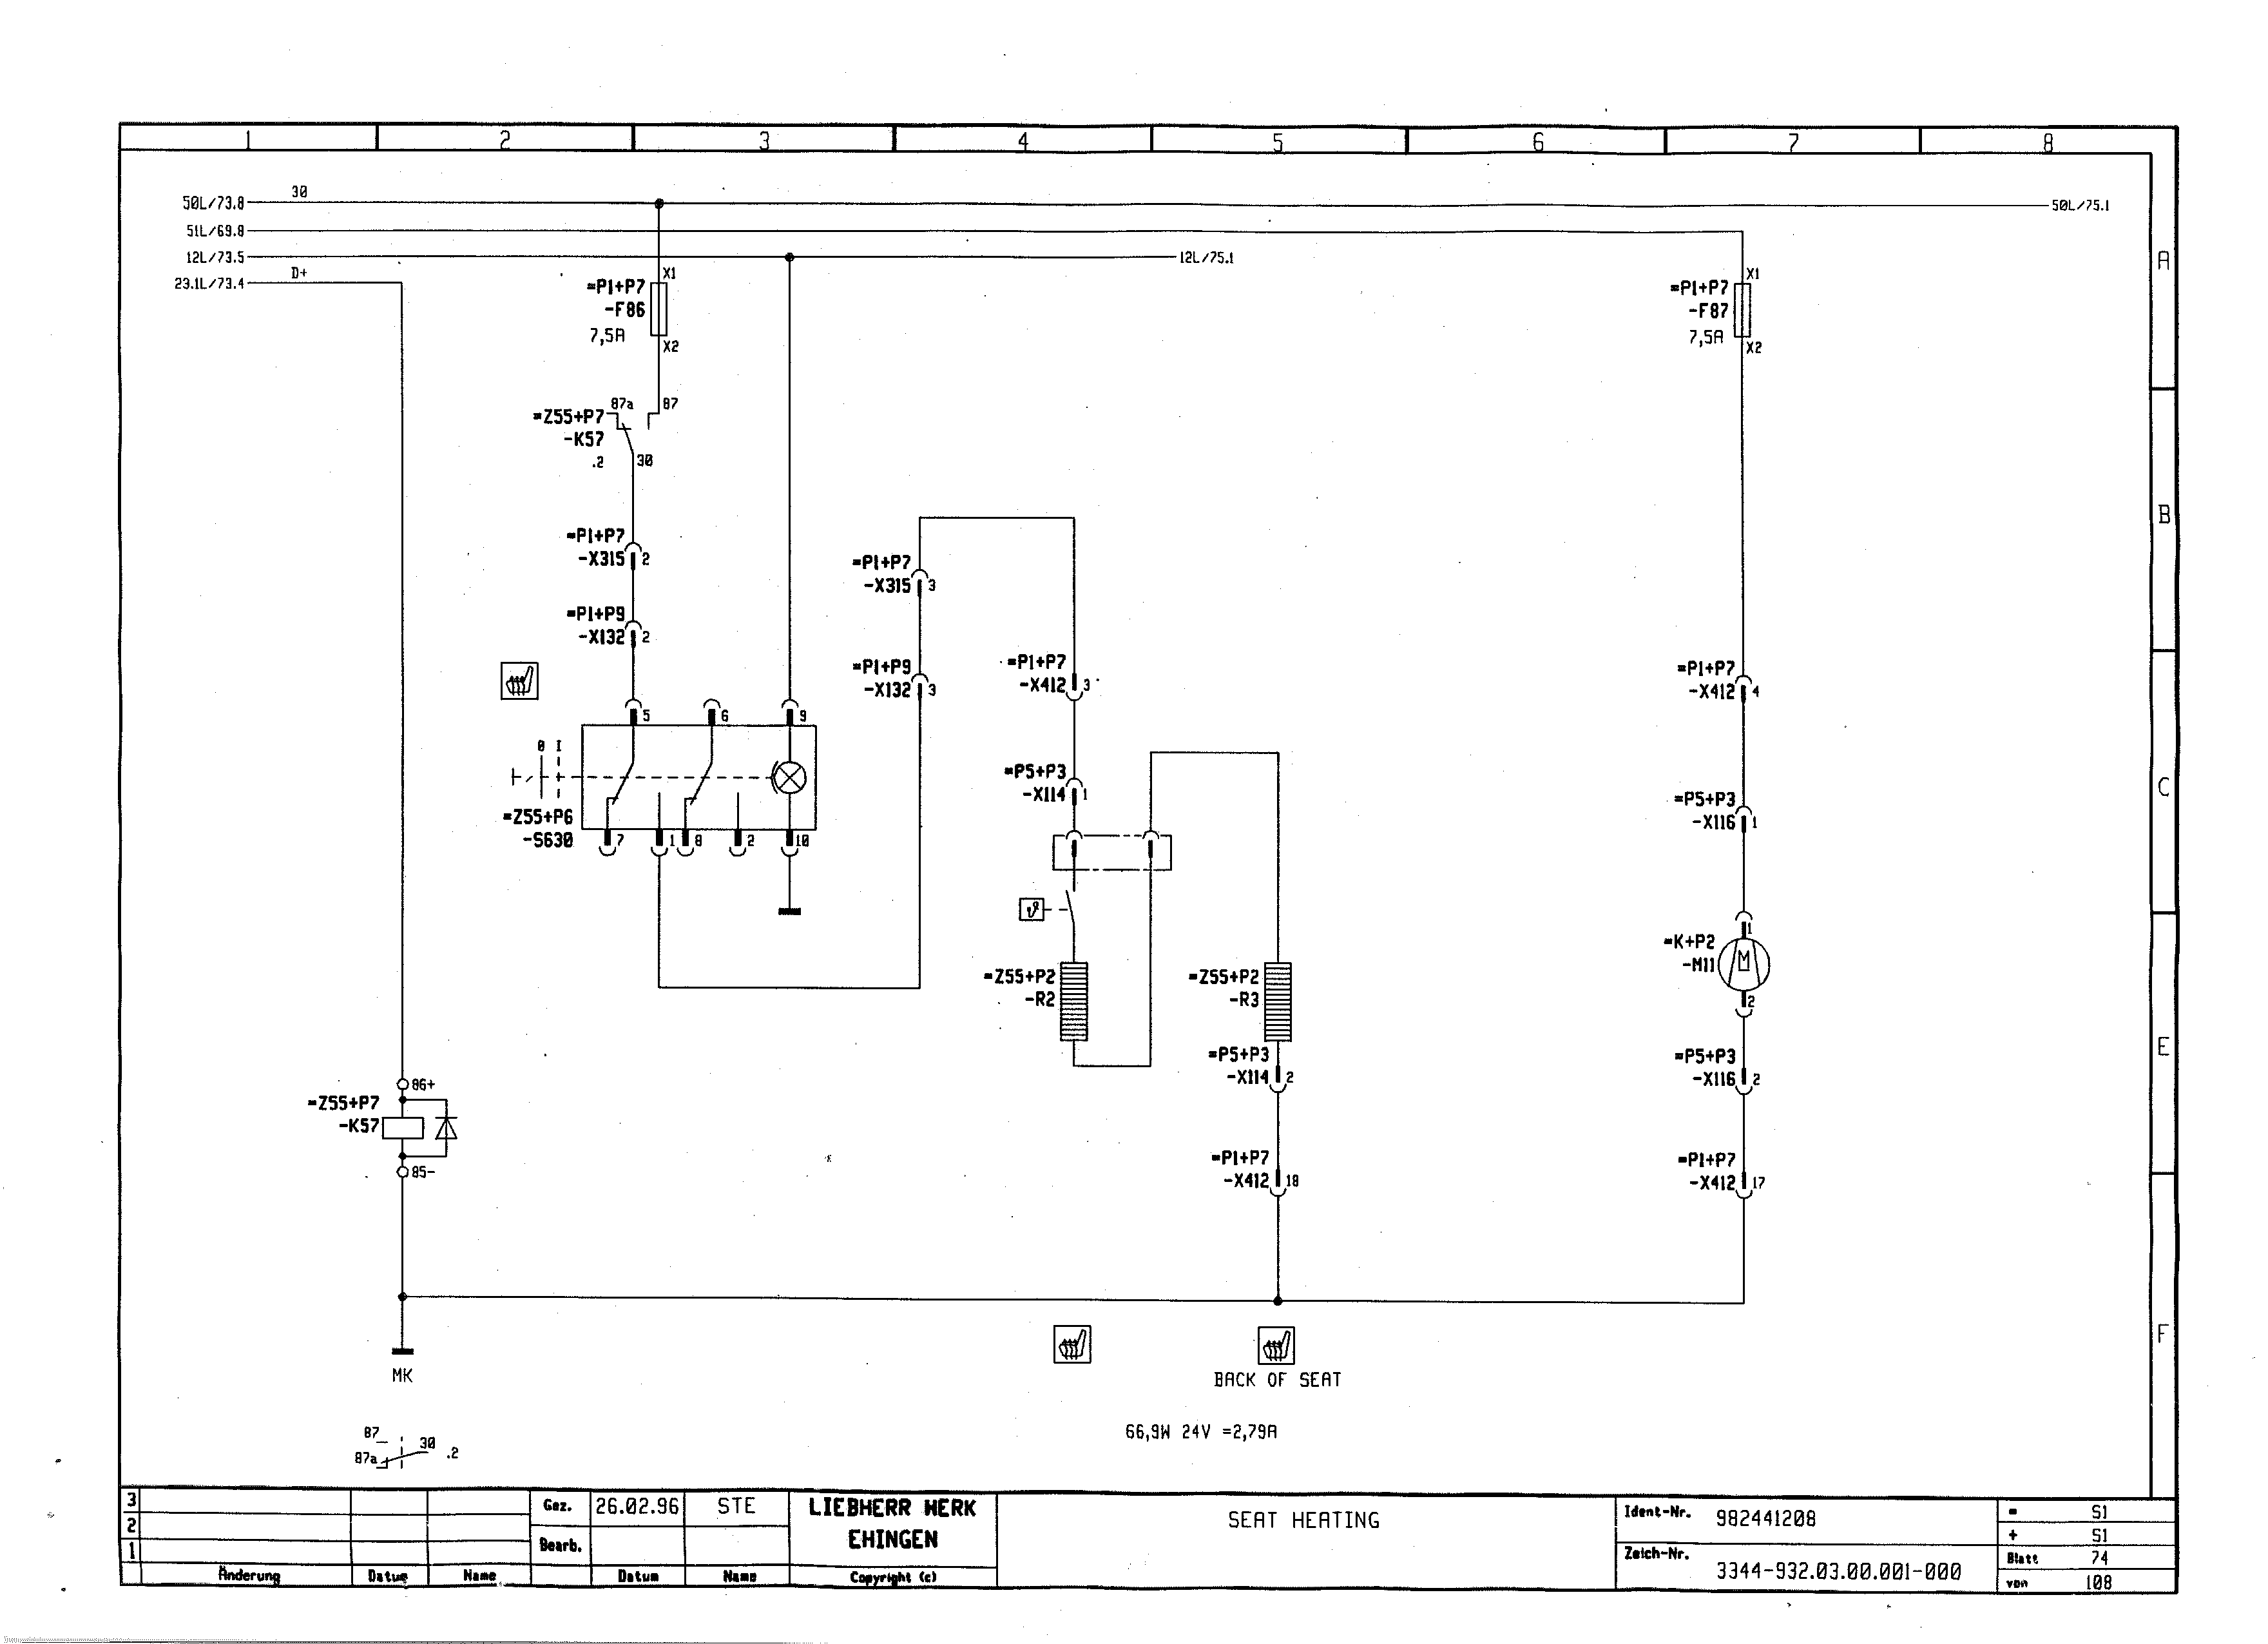 1 2 3 4 5 6 7 8
50L/73.8 30 50L/75.1
51L/69.8
12L/73.5 12L/75.1
23.1L/73.4 D+
A
B
C
E
F
X1
=P1+P7
-F86
7,5A
X2
X1
=P1+P7
-F87
7,5A
X2
87a 87
=Z55+P7
-K57
.2 30
=P1+P7
-X315 2
=P1+P9
-X132 2
=P1+P7
-X315 3
=P1+P9
-X132 3
=P1+P7
-X412 3
=P1+P7
-X412 4
5 6 9
0 I
=Z55+P6
-S630
7 1 8 2 10
=P5+P3
-X114 1
=P5+P3
-X116 1
=Z55+P2
-R2
=Z55+P2
-R3
=K+P2
-M11
1
M
2
=P5+P3
-X114 2
=P5+P3
-X116 2
86+
=Z55+P7
-K57
85-
=P1+P7
-X412 18
=P1+P7
-X412 17
MK
BACK OF SEAT
66,9W 24V =2,79A
87
30 .2
87a
3
2
1
Änderung Datum Name
Gez. 26.02.96 STE
Bearb.
Datum Name
LIEBHERR WERK
EHINGEN
Copyright (c)
SEAT HEATING
Ident-Nr. 982441208
Zeich-Nr. 3344-932.03.00.001-000
= S1
+ S1
Blatt 74
von 108